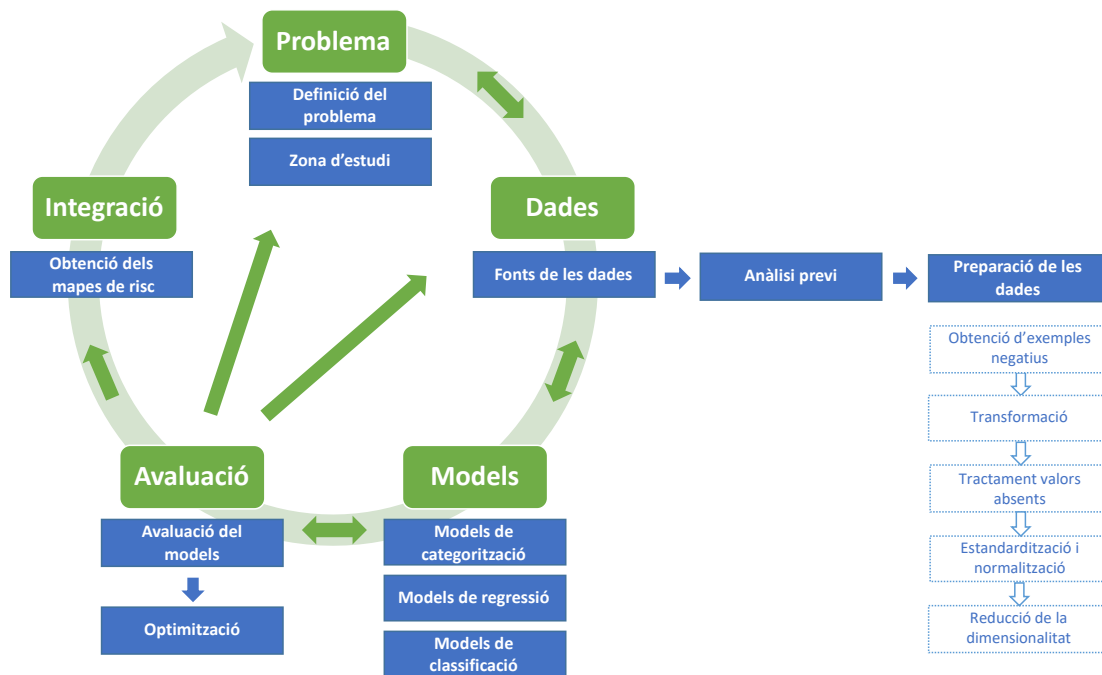 Problema
Definició del
problema
Zona d'estudi
Integració
Obtenció dels
mapes de risc
Dades
Fonts de les dades
Anàlisi previ
Preparació de les
dades
Obtenció d'exemples
negatius
Transformació
Tractament valors
absents
Estandardització i
normalització
Reducció de la
dimensionalitat
Avaluació
Avaluació del
models
Optimització
Models
Models de
categorització
Models de regressió
Models de
classificació